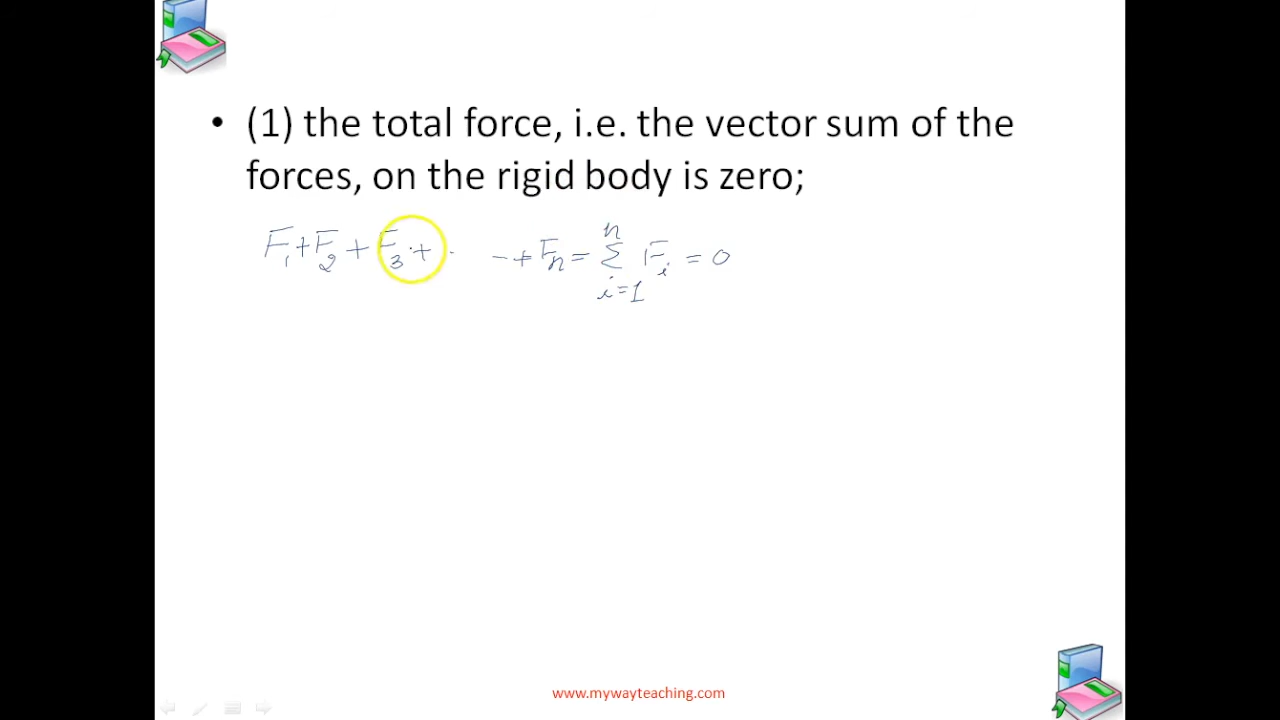 • (1) the total force, i.e. the vector sum of the
forces, on the rigid body is zero;
F₁+F₂+F₃+. -+Fₙ=∑ⁿᵢ₌₁ Fᵢ=0
www.mywayteaching.com